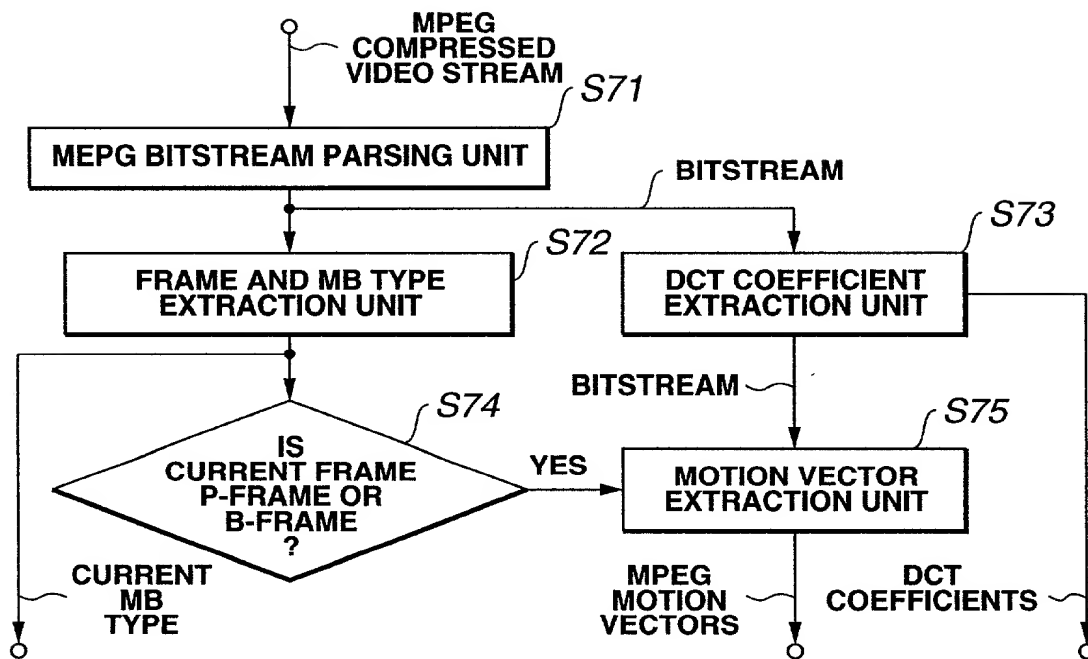 MPEG
COMPRESSED
VIDEO STREAM
S71
MEPG BITSTREAM PARSING UNIT
BITSTREAM
S72
S73
FRAME AND MB TYPE
EXTRACTION UNIT
DCT COEFFICIENT
EXTRACTION UNIT
BITSTREAM
S74
S75
IS
CURRENT FRAME
P-FRAME OR
B-FRAME
?
YES
MOTION VECTOR
EXTRACTION UNIT
CURRENT
MB
TYPE
MPEG
MOTION
VECTORS
DCT
COEFFICIENTS